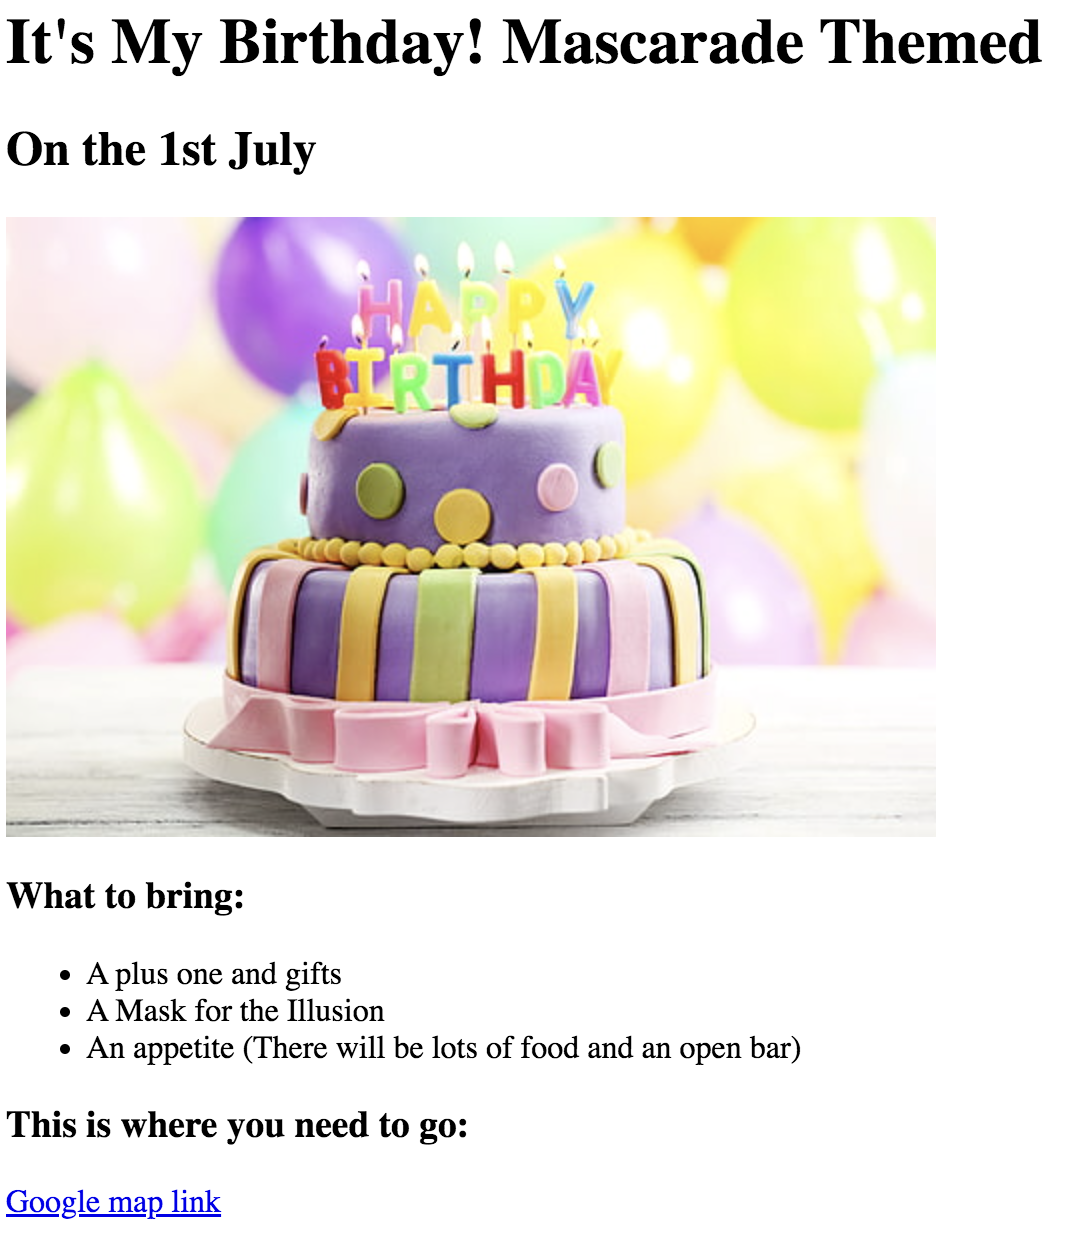 It's My Birthday! Mascarade Themed
On the 1st July
HAPPY
BIRTHDAY
What to bring:
A plus one and gifts
A Mask for the Illusion
An appetite (There will be lots of food and an open bar)
This is where you need to go:
Google map link